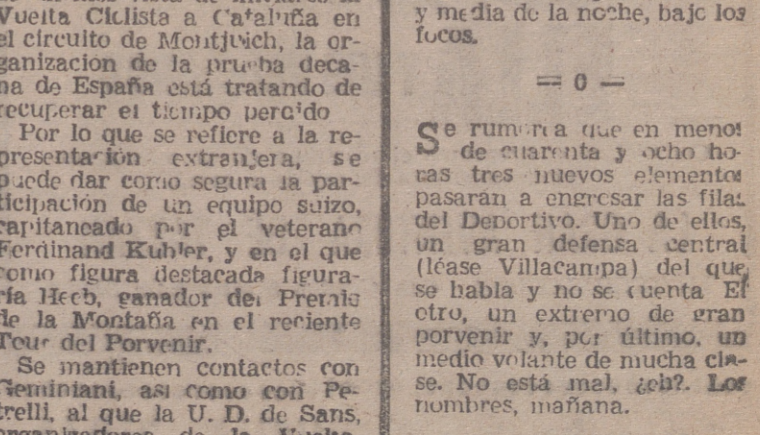 Vuelta Ciclista a Cataluña en
el circuito de Montjuich, la or-
ganización de la prueba deca-
na de España está tratando de
recuperar el tiempo perdido
Por lo que se refiere a la re-
presentación extranjera, se
puede dar como segura la par-
ticipación de un equipo suizo,
capitaneado por el veterano
Ferdinand Kubler, y en el que
como figura destacada figura-
ría Heeb, ganador del Premio
de la Montaña en el reciente
Tour del Porvenir.
Se mantienen contactos con
Geminiani, así como con Pe-
trelli, al que la U. D. de Sans,
organizadores de la Vuelta
y media de la noche, bajo los
focos.
= 0 =
Se rumorea que en menos
de cuarenta y ocho ho-
ras tres nuevos elementos
pasarán a engresar las filas
del Deportivo. Uno de ellos,
un gran defensa central
(léase Villacampa) del que
se habla y no se cuenta El
otro, un extremo de gran
porvenir y, por último, un
medio volante de mucha cla-
se. No está mal, ¿eh?. Los
nombres, mañana.